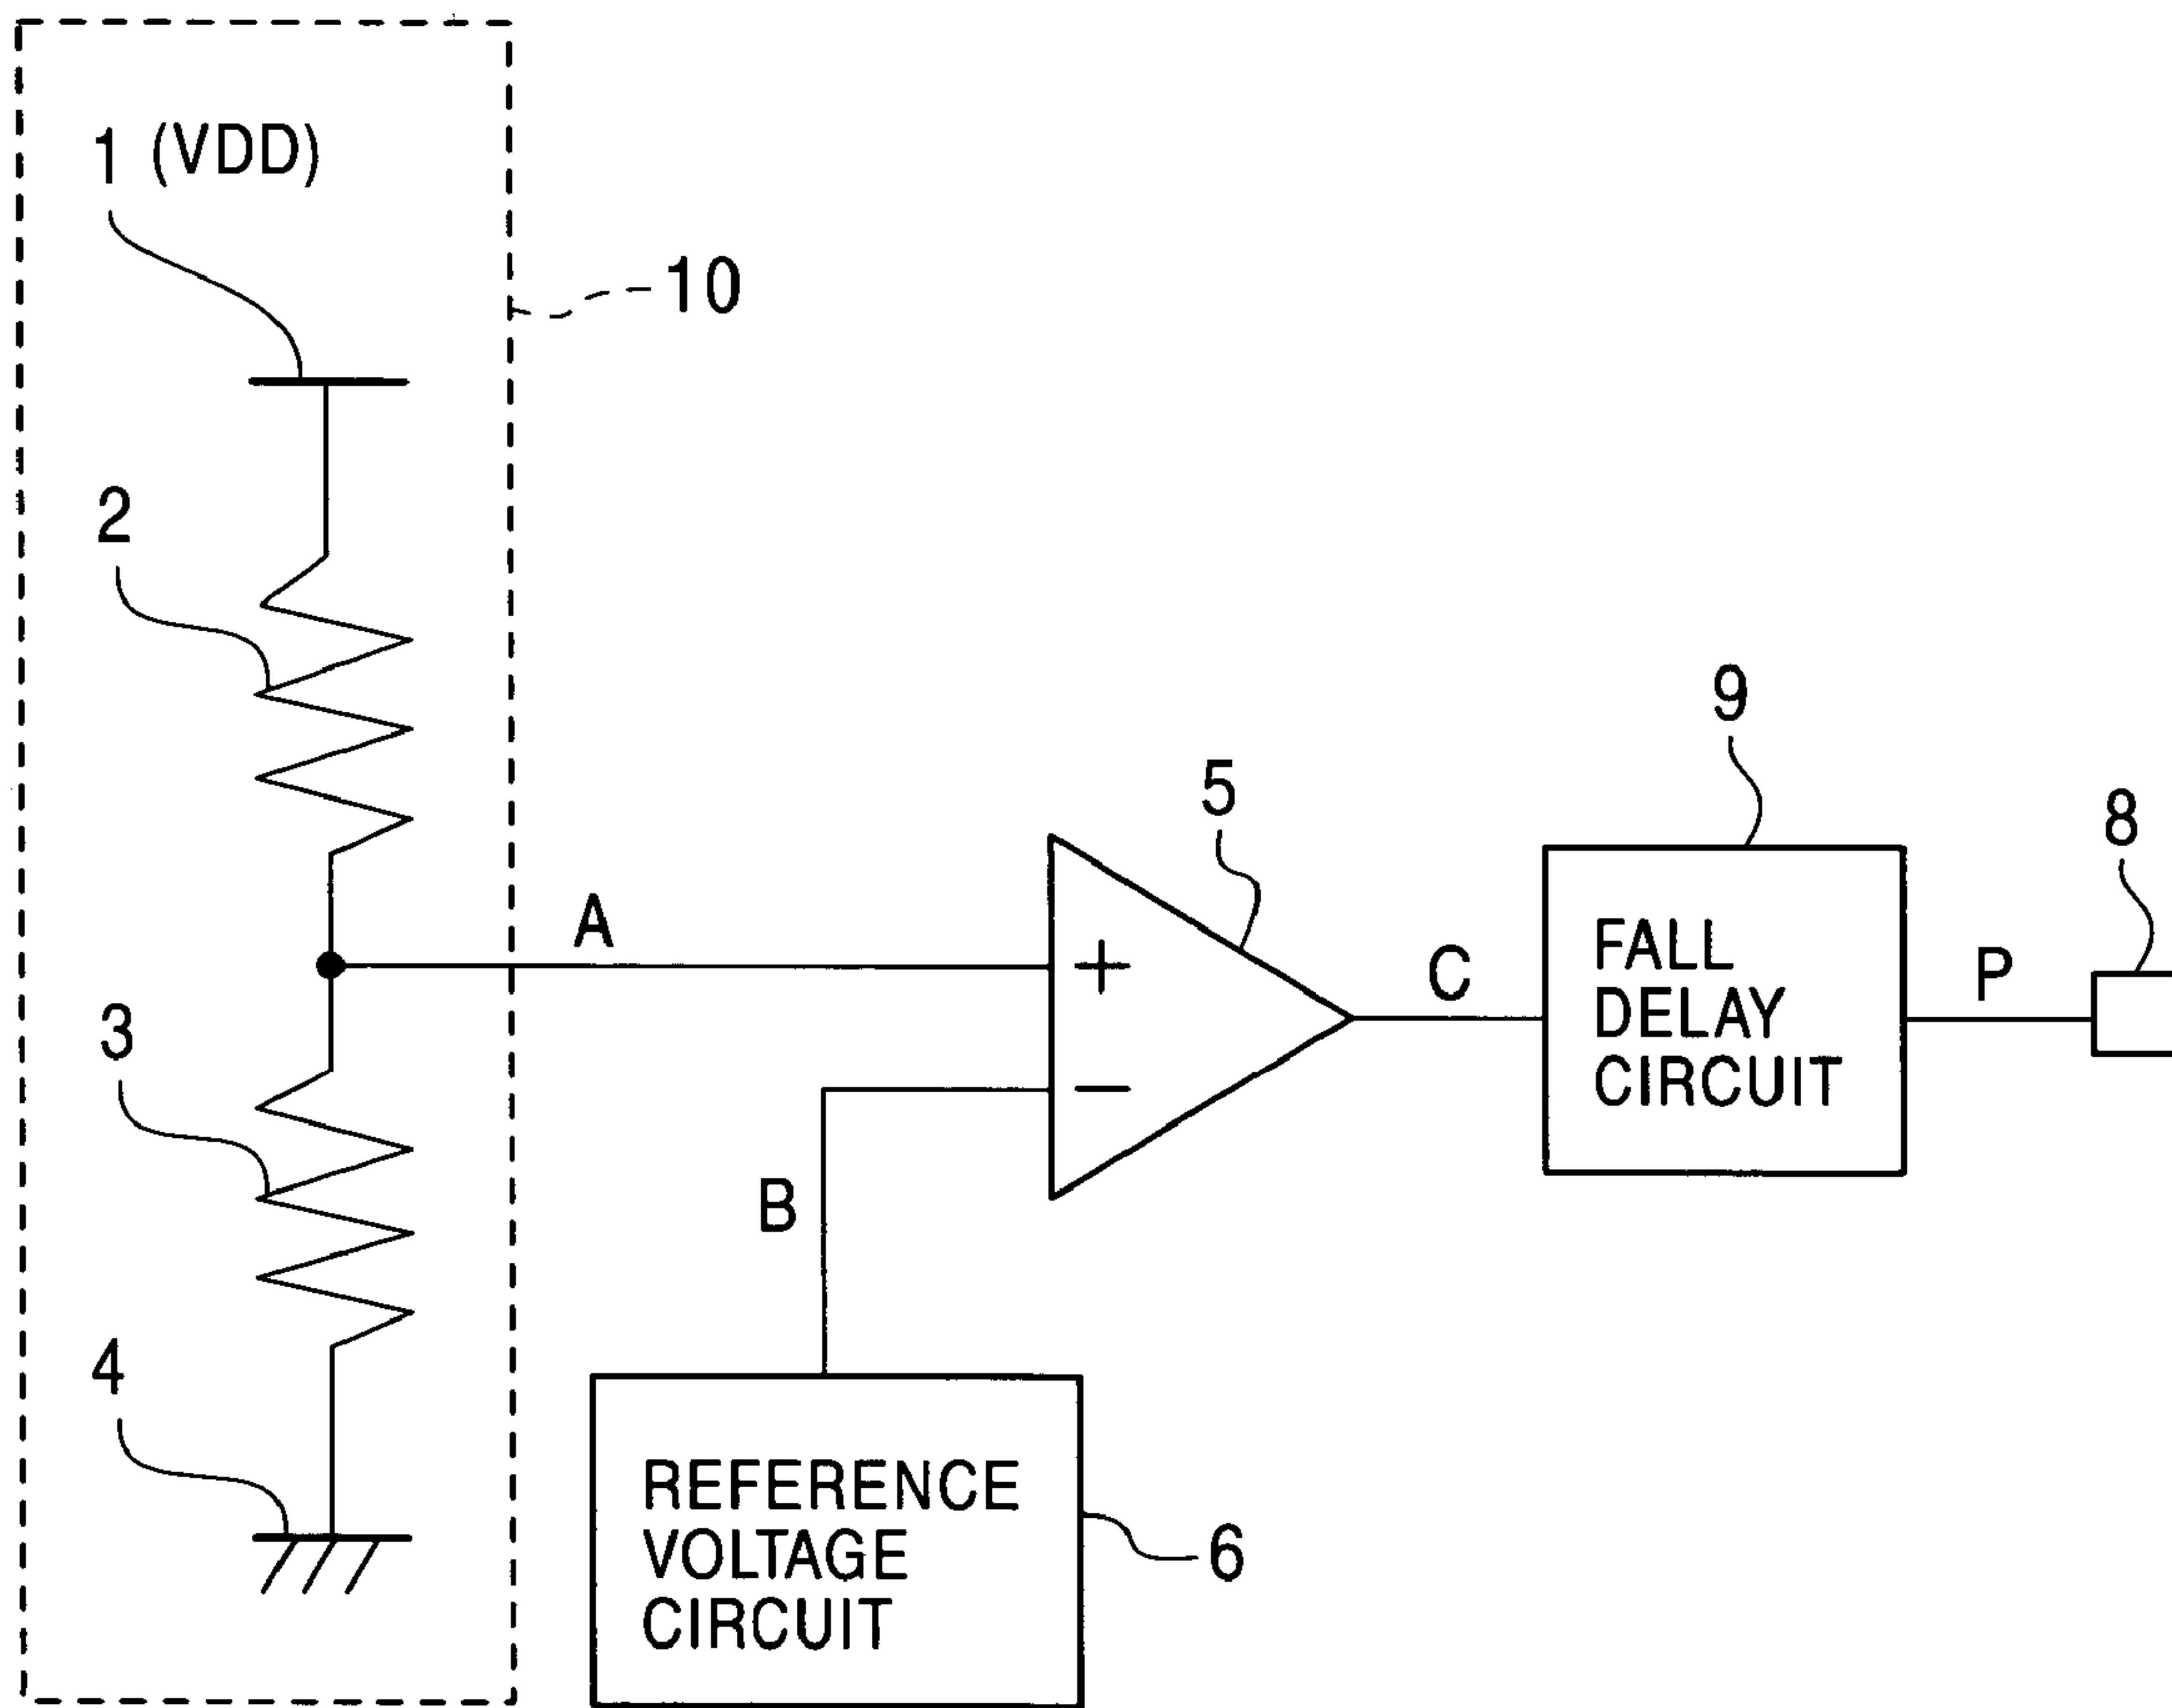 1 (VDD)
10
2
9
5
8
A
+
C
FALL
DELAY
CIRCUIT
P
3
−
B
4
REFERENCE
VOLTAGE
CIRCUIT
6